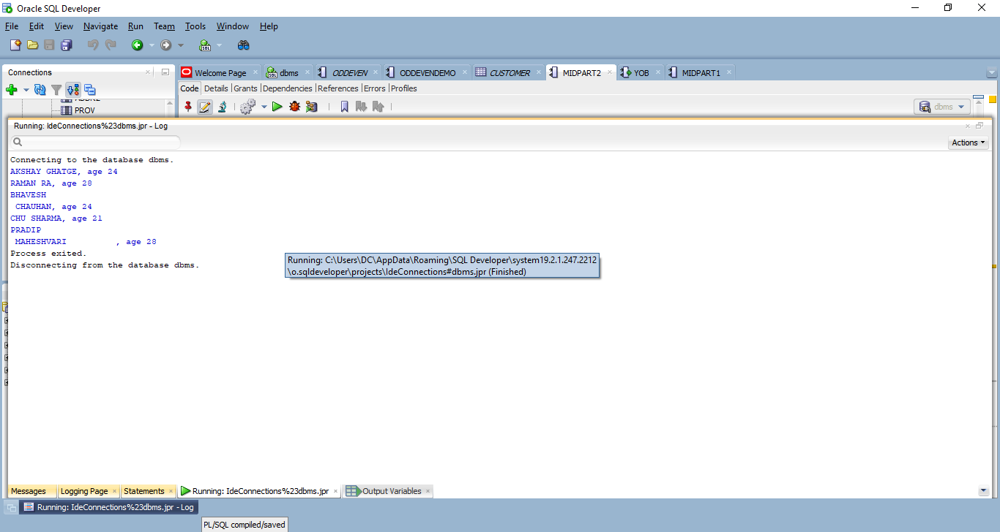 Oracle SQL Developer
File Edit View Navigate Run Team Tools Window Help
Connections
Welcome Page dbms ODDEVEN ODDEVENDEMO CUSTOMER MIDPART2 YOB MIDPART1
Code Details Grants Dependencies References Errors Profiles
PROV
dbms
Running: IdeConnections%23dbms.jpr - Log
Actions
Connecting to the database dbms.
AKSHAY GHATGE, age 24
RAMAN RA, age 28
BHAVESH
CHAUHAN, age 24
CHU SHARMA, age 21
PRADIP
MAHESHVARI          , age 28
Process exited.
Disconnecting from the database dbms.
Running: C:\Users\DC\AppData\Roaming\SQL Developer\system19.2.1.247.2212
\o.sqldeveloper\projects\IdeConnections#dbms.jpr (Finished)
Messages Logging Page Statements Running: IdeConnections%23dbms.jpr Output Variables
Running: IdeConnections%23dbms.jpr - Log
PL/SQL compiled/saved